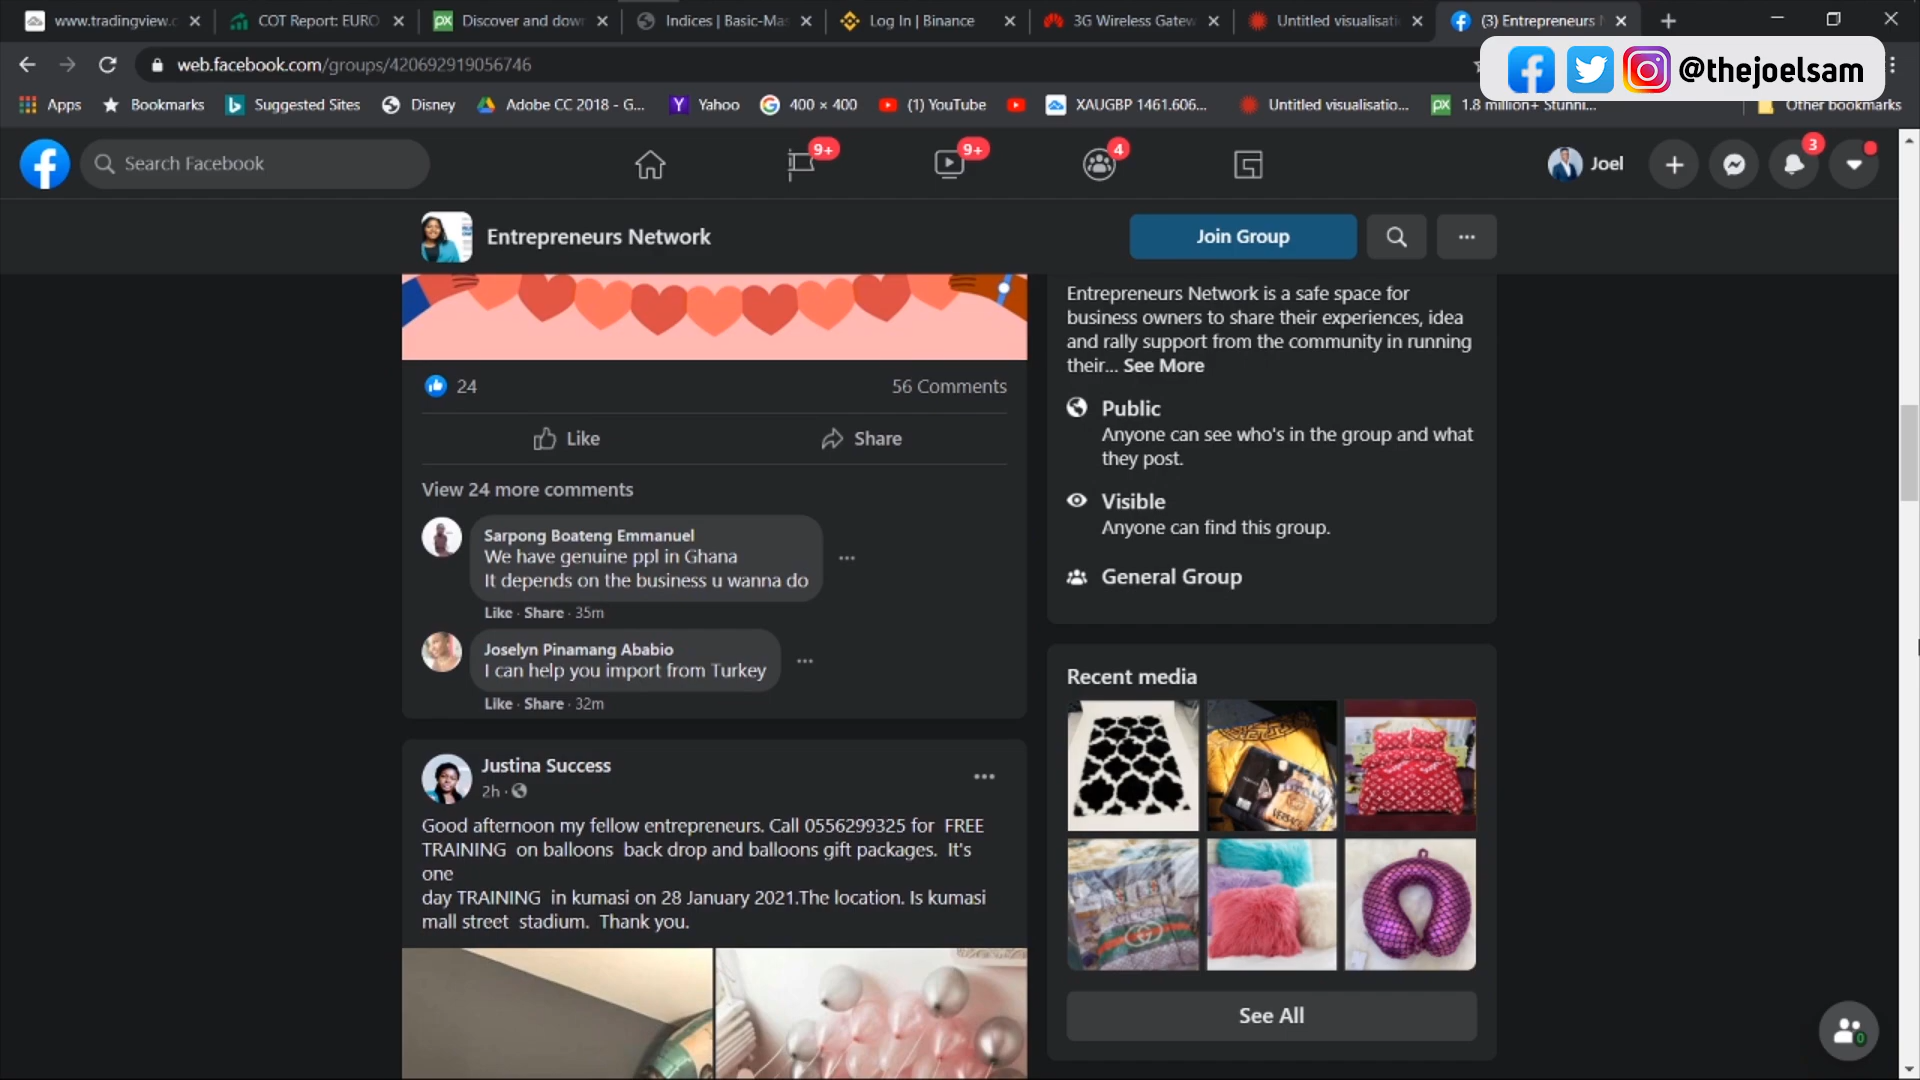 www.tradingview.c
COT Report: EURO
Discover and dow
Indices | Basic-Mas
Log In | Binance
3G Wireless Gatew
Untitled visualisati
(3) Entrepreneurs N
web.facebook.com/groups/420692919056746
@thejoelsam
Apps
Bookmarks
Suggested Sites
Disney
Adobe CC 2018 - G...
Yahoo
400 × 400
(1) YouTube
XAUGBP 1461.606...
Untitled visualisatio...
1.8 million+ Stunni...
Other bookmarks
Search Facebook
9+
9+
4
Joel
3
Entrepreneurs Network
Join Group
24
56 Comments
Like
Share
View 24 more comments
Sarpong Boateng Emmanuel
We have genuine ppl in Ghana
It depends on the business u wanna do
Like · Share · 35m
Joselyn Pinamang Ababio
I can help you import from Turkey
Like · Share · 32m
Justina Success
2h ·
Good afternoon my fellow entrepreneurs. Call 0556299325 for FREE
TRAINING on balloons back drop and balloons gift packages. It's
one
day TRAINING in kumasi on 28 January 2021.The location. Is kumasi
mall street stadium. Thank you.
Entrepreneurs Network is a safe space for
business owners to share their experiences, idea
and rally support from the community in running
their... See More
Public
Anyone can see who's in the group and what
they post.
Visible
Anyone can find this group.
General Group
Recent media
VERSACE
See All
0